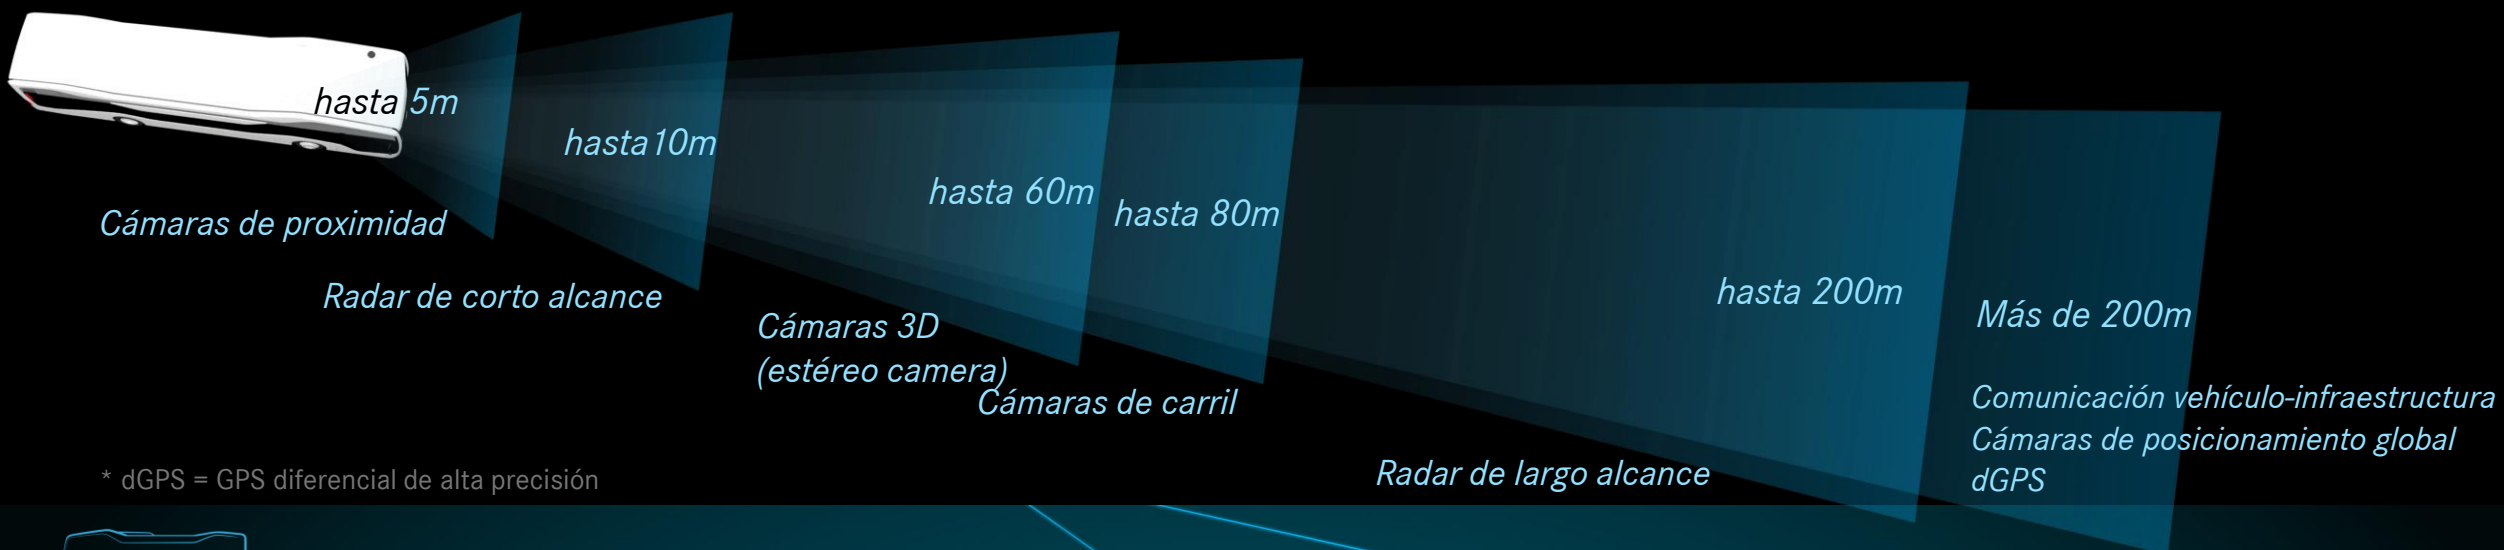 hasta 5m
hasta 10m
hasta 60m
hasta 80m
hasta 200m
Más de 200m
Cámaras de proximidad
Radar de corto alcance
Cámaras 3D
(estéreo camera)
Cámaras de carril
Radar de largo alcance
Comunicación vehículo-infraestructura
Cámaras de posicionamiento global
dGPS
* dGPS = GPS diferencial de alta precisión